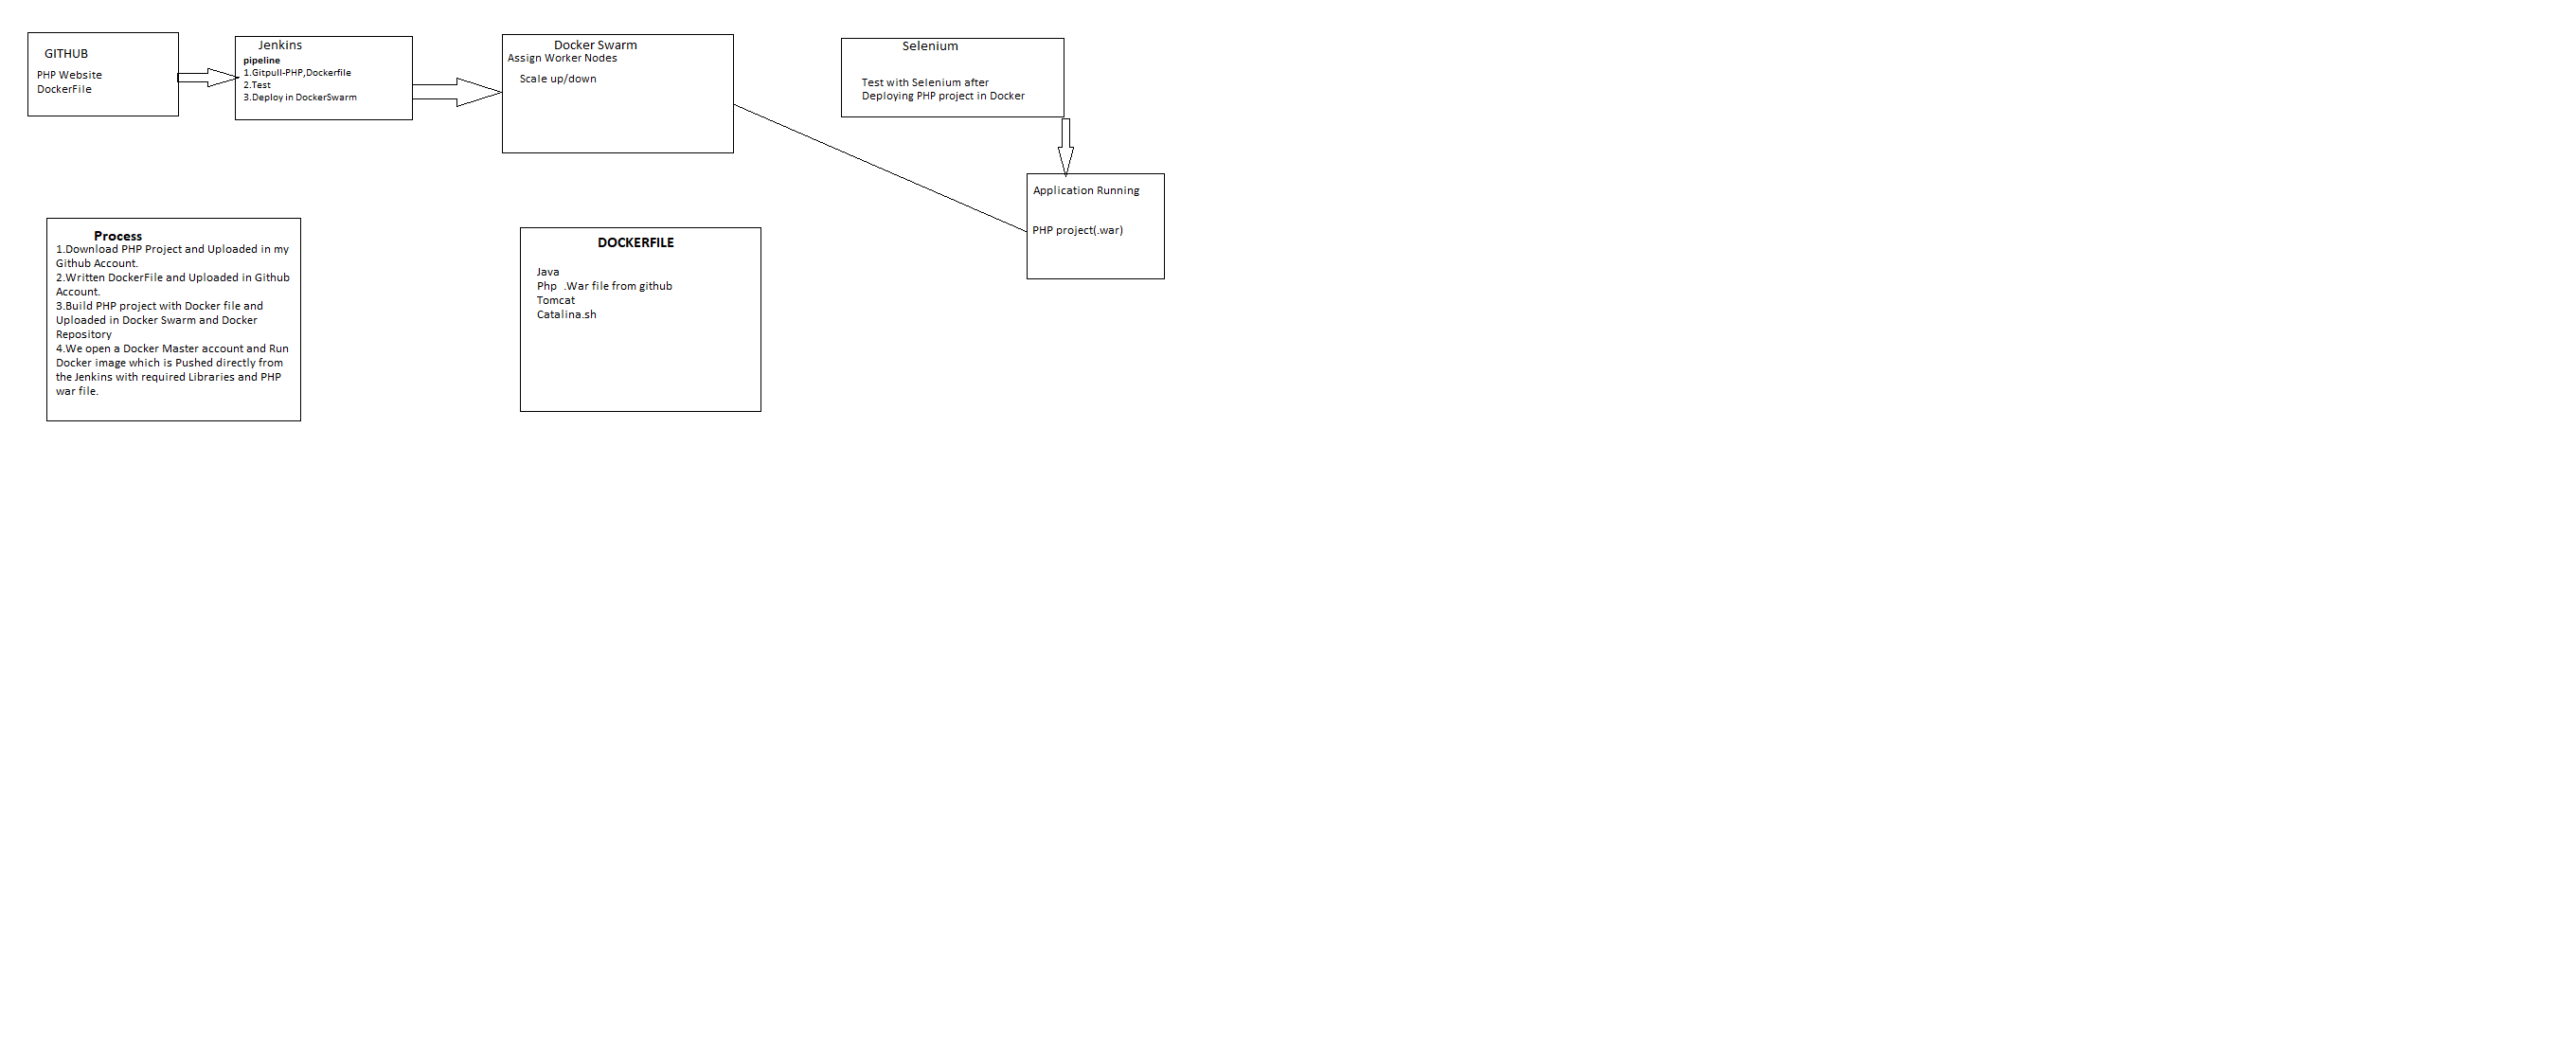 GITHUB
PHP Website
DockerFile
Jenkins
pipeline
1.Gitpull-PHP,Dockerfile
2.Test
3.Deploy in DockerSwarm
Docker Swarm
Assign Worker Nodes
Scale up/down
Selenium
Test with Selenium after
Deploying PHP project in Docker
Application Running
PHP project(.war)
Process
1.Download PHP Project and Uploaded in my
Github Account.
2.Written DockerFile and Uploaded in Github
Account.
3.Build PHP project with Docker file and
Uploaded in Docker Swarm and Docker
Repository
4.We open a Docker Master account and Run
Docker image which is Pushed directly from
the Jenkins with required Libraries and PHP
war file.
DOCKERFILE
Java
Php  .War file from github
Tomcat
Catalina.sh